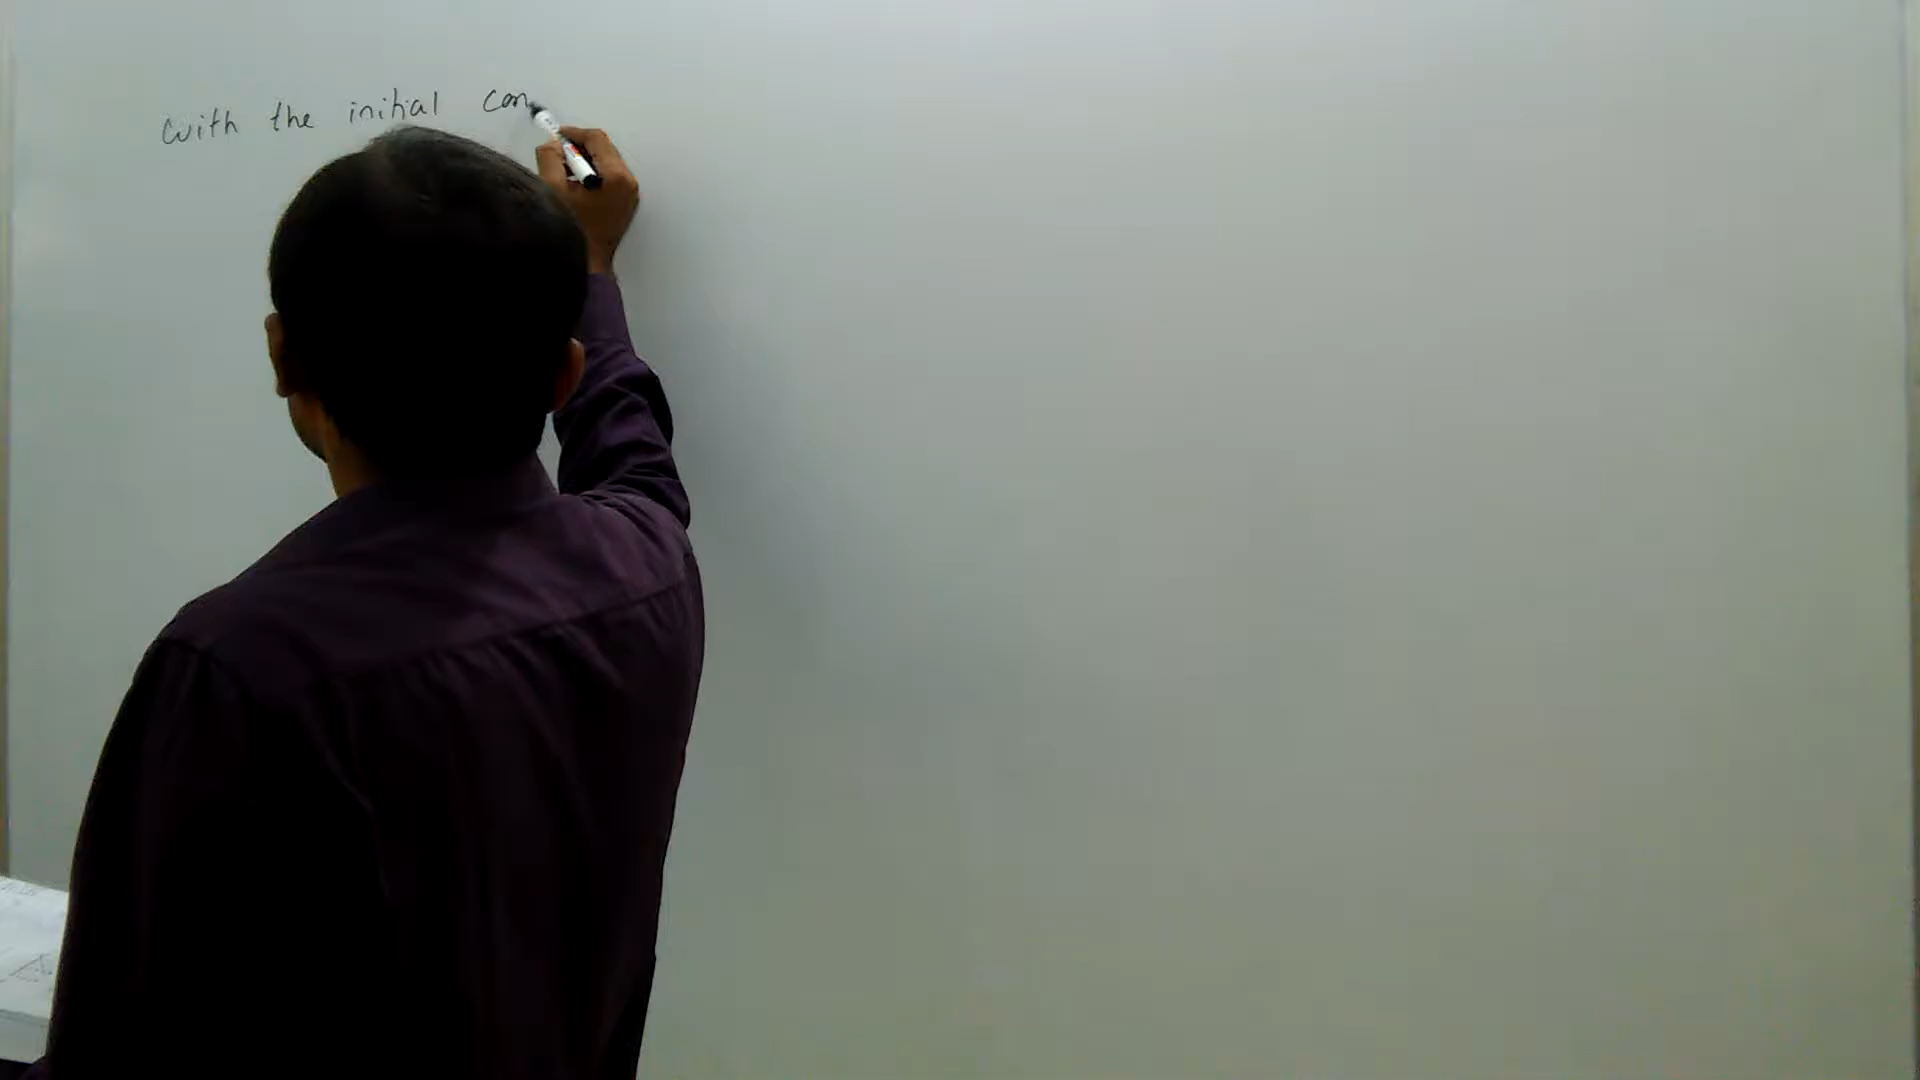 with the initial con